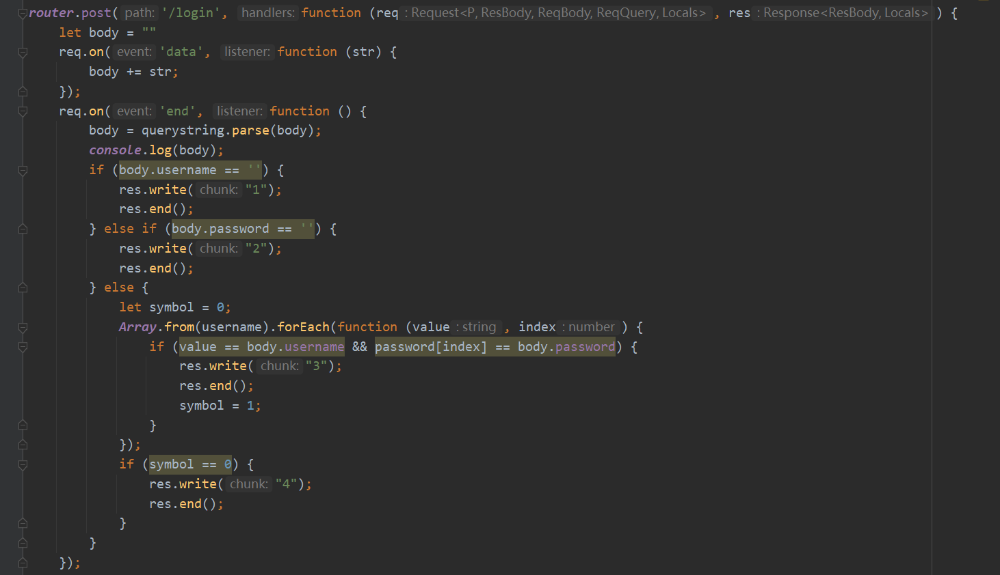 router.post( path: '/login', handlers: function (req : Request<P, ResBody, ReqBody, ReqQuery, Locals> , res : Response<ResBody, Locals> ) {
let body = ""
req.on( event: 'data', listener: function (str) {
body += str;
});
req.on( event: 'end', listener: function () {
body = querystring.parse(body);
console.log(body);
if (body.username == '') {
res.write( chunk: "1");
res.end();
} else if (body.password == '') {
res.write( chunk: "2");
res.end();
} else {
let symbol = 0;
Array.from(username).forEach(function (value : string , index : number ) {
if (value == body.username && password[index] == body.password) {
res.write( chunk: "3");
res.end();
symbol = 1;
}
});
if (symbol == 0) {
res.write( chunk: "4");
res.end();
}
}
});